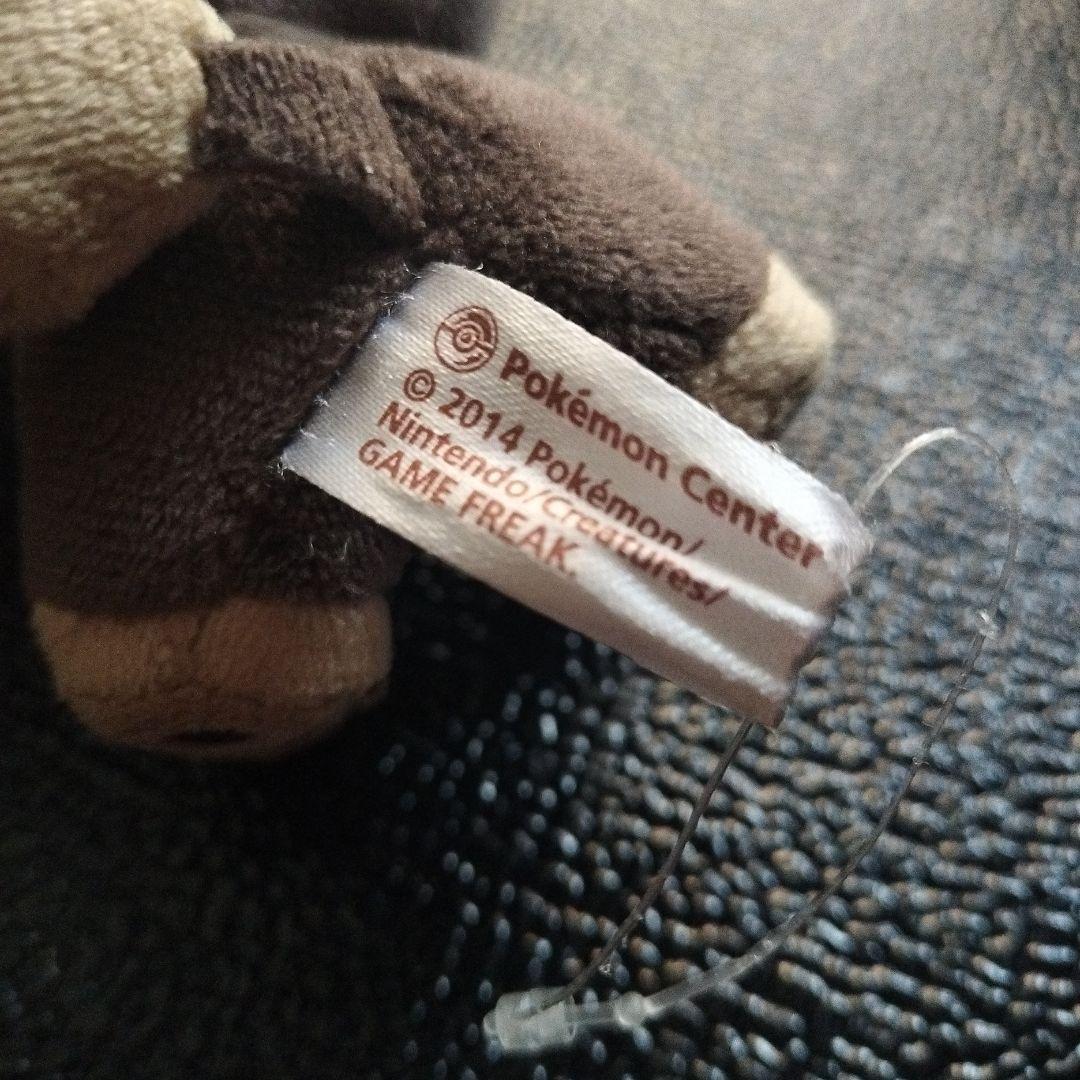 Pokémon Center
© 2014 Pokémon/
Nintendo/Creatures/
GAME FREAK.